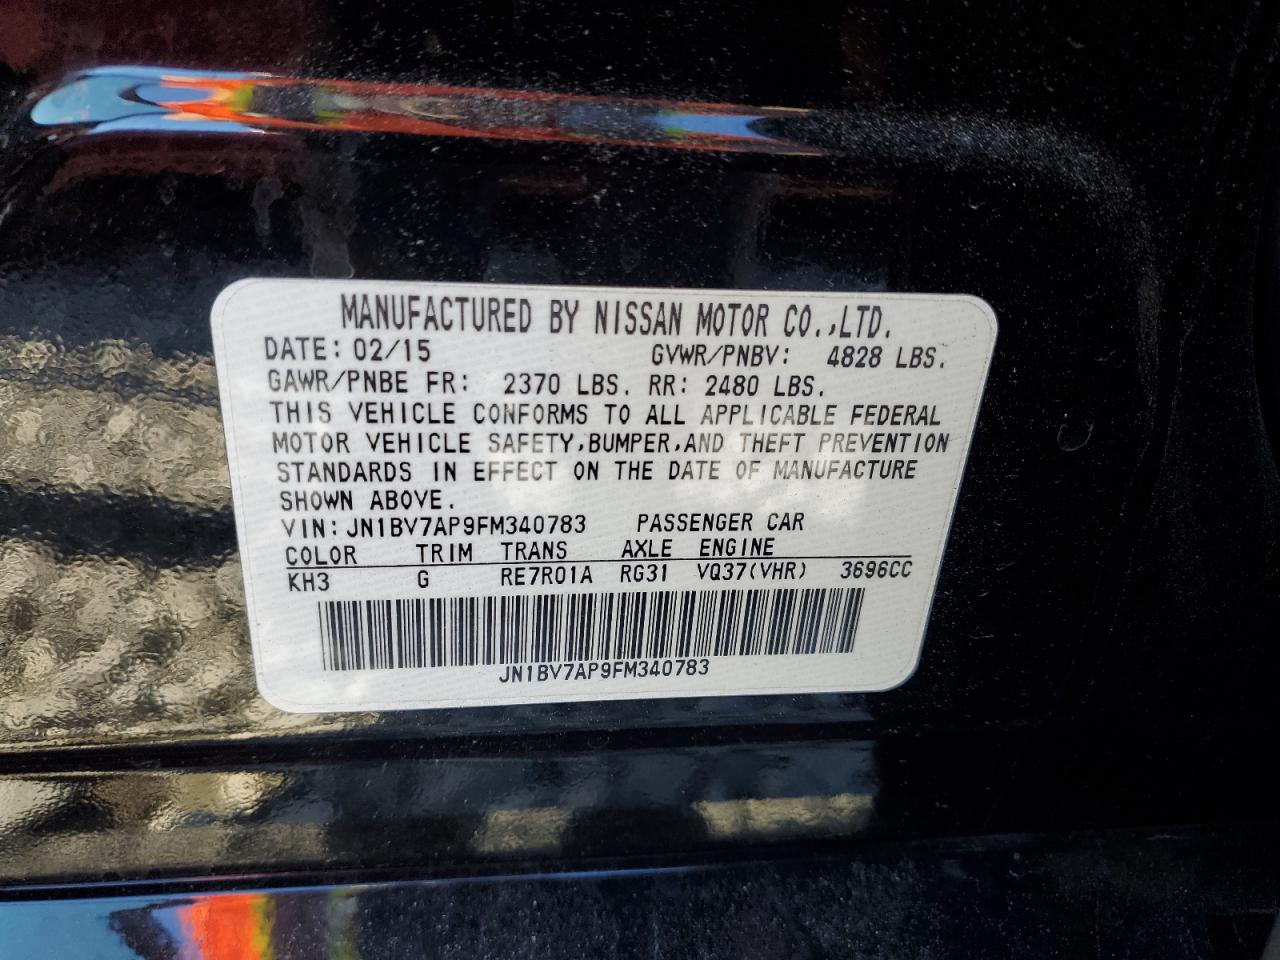 MANUFACTURED BY NISSAN MOTOR CO.,LTD.
DATE: 02/15 GVWR/PNBV: 4828 LBS.
GAWR/PNBE FR: 2370 LBS. RR: 2480 LBS.
THIS VEHICLE CONFORMS TO ALL APPLICABLE FEDERAL
MOTOR VEHICLE SAFETY,BUMPER,AND THEFT PREVENTION
STANDARDS IN EFFECT ON THE DATE OF MANUFACTURE
SHOWN ABOVE.
VIN:JN1BV7AP9FM340783 PASSENGER CAR
COLOR TRIM TRANS AXLE ENGINE
KH3 G RE7R01A RG31 VQ37(VHR) 3696CC
JN1BV7AP9FM340783